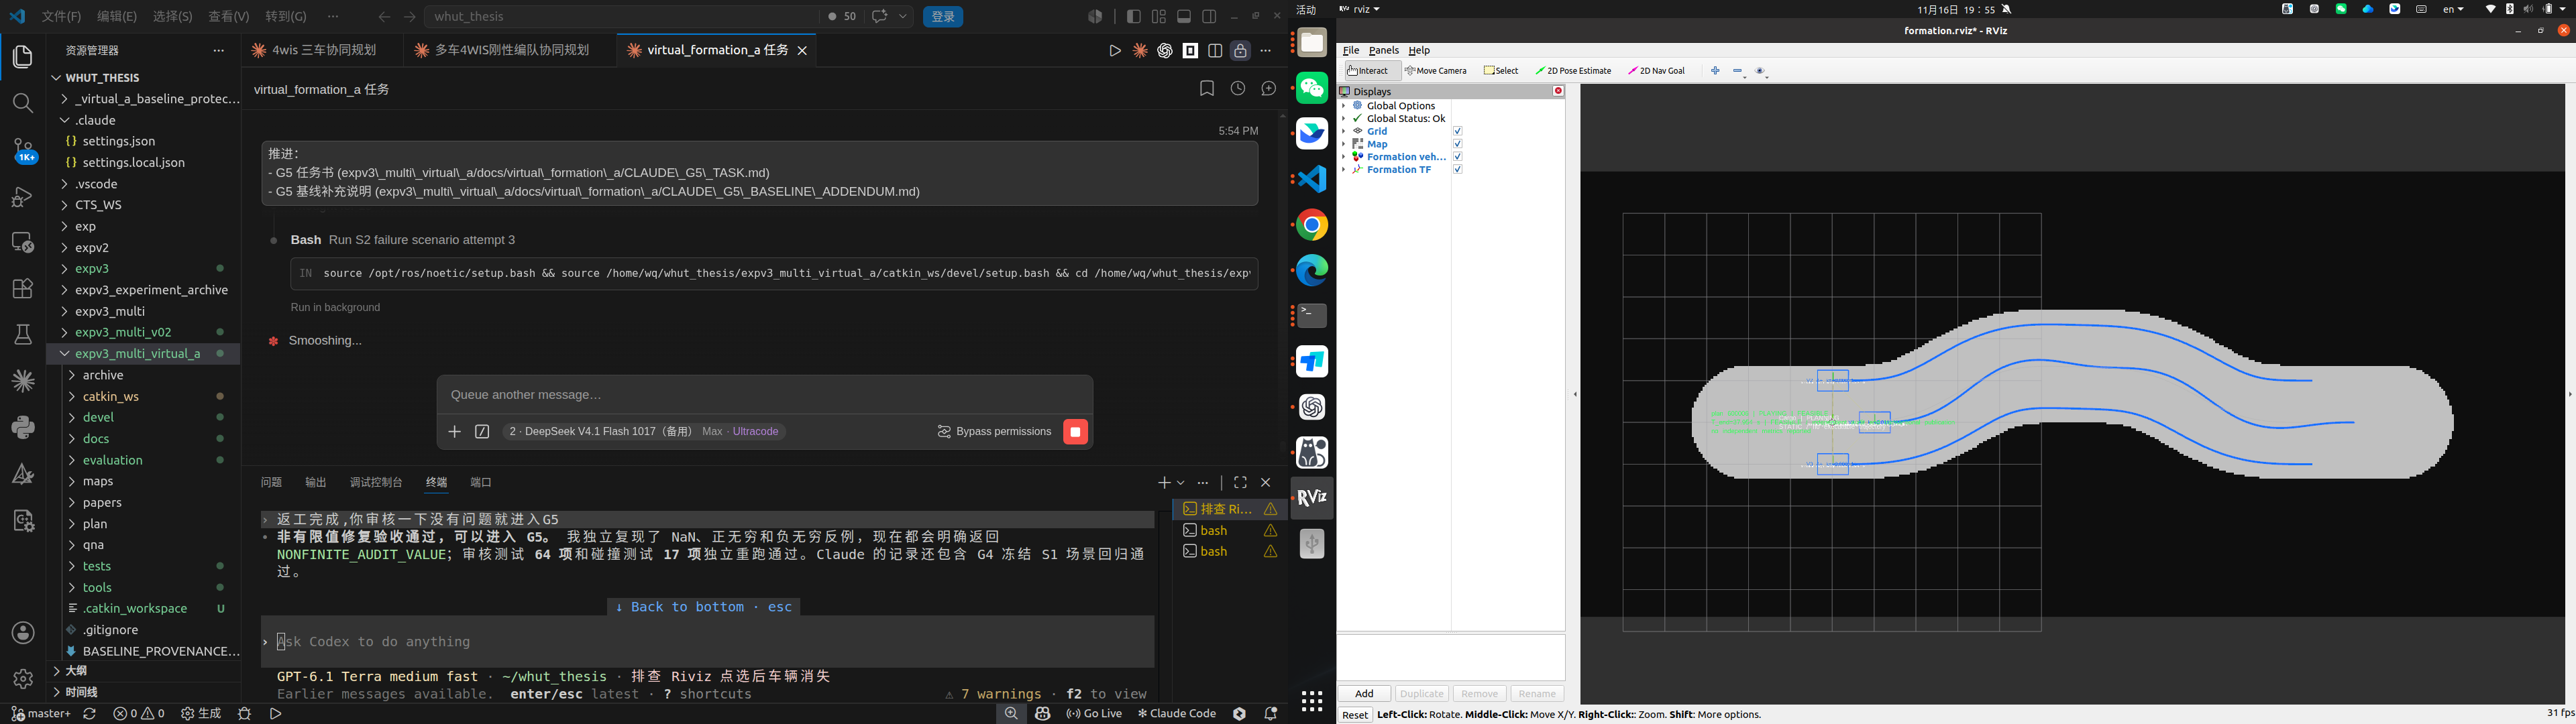 文件(F) 编辑(E) 选择(S) 查看(V) 转到(G) ··· whut_thesis 50 登录
资源管理器
WHUT_THESIS
_virtual_a_baseline_protec...
.claude
settings.json
settings.local.json
.vscode
CTS_WS
exp
expv2
expv3
expv3_experiment_archive
expv3_multi
expv3_multi_v02
expv3_multi_virtual_a
archive
catkin_ws
devel
docs
evaluation
maps
papers
plan
qna
tests
tools
.catkin_workspace U
.gitignore
BASELINE_PROVENANCE...
大纲
时间线
1K+
4wis 三车协同规划
多车4WIS刚性编队协同规划
virtual_formation_a 任务
virtual_formation_a 任务
5:54 PM
推进：
- G5 任务书 (expv3\_multi\_virtual\_a/docs/virtual\_formation\_a/CLAUDE\_G5\_TASK.md)
- G5 基线补充说明 (expv3\_multi\_virtual\_a/docs/virtual\_formation\_a/CLAUDE\_G5\_BASELINE\_ADDENDUM.md)
Bash Run S2 failure scenario attempt 3
IN source /opt/ros/noetic/setup.bash && source /home/wq/whut_thesis/expv3_multi_virtual_a/catkin_ws/devel/setup.bash && cd /home/wq/whut_thesis/expv
Run in background
Smooshing...
Queue another message…
2 · DeepSeek V4.1 Flash 1017（备用） Max · Ultracode
Bypass permissions
问题 输出 调试控制台 终端 端口
› 返工完成,你审核一下没有问题就进入G5
• 非有限值修复验收通过，可以进入 G5。 我独立复现了 NaN、正无穷和负无穷反例，现在都会明确返回
NONFINITE_AUDIT_VALUE；审核测试 64 项和碰撞测试 17 项独立重跑通过。Claude 的记录还包含 G4 冻结 S1 场景回归通
过。
↓ Back to bottom · esc
› Ask Codex to do anything
GPT-6.1 Terra medium fast · ~/whut_thesis · 排查 Riviz 点选后车辆消失
Earlier messages available. enter/esc latest · ? shortcuts
⚠ 7 warnings · f2 to view
排查 Ri...
bash
bash
master+ 0 0 生成 Go Live Claude Code
活动 rviz 11月16日 19：55 en
RViz
formation.rviz* - RViz
File Panels Help
Interact Move Camera Select 2D Pose Estimate 2D Nav Goal
Displays
Global Options
Global Status: Ok
Grid
Map
Formation veh...
Formation TF
Add Duplicate Remove Rename
Reset Left-Click: Rotate. Middle-Click: Move X/Y. Right-Click:: Zoom. Shift: More options.
31 fps